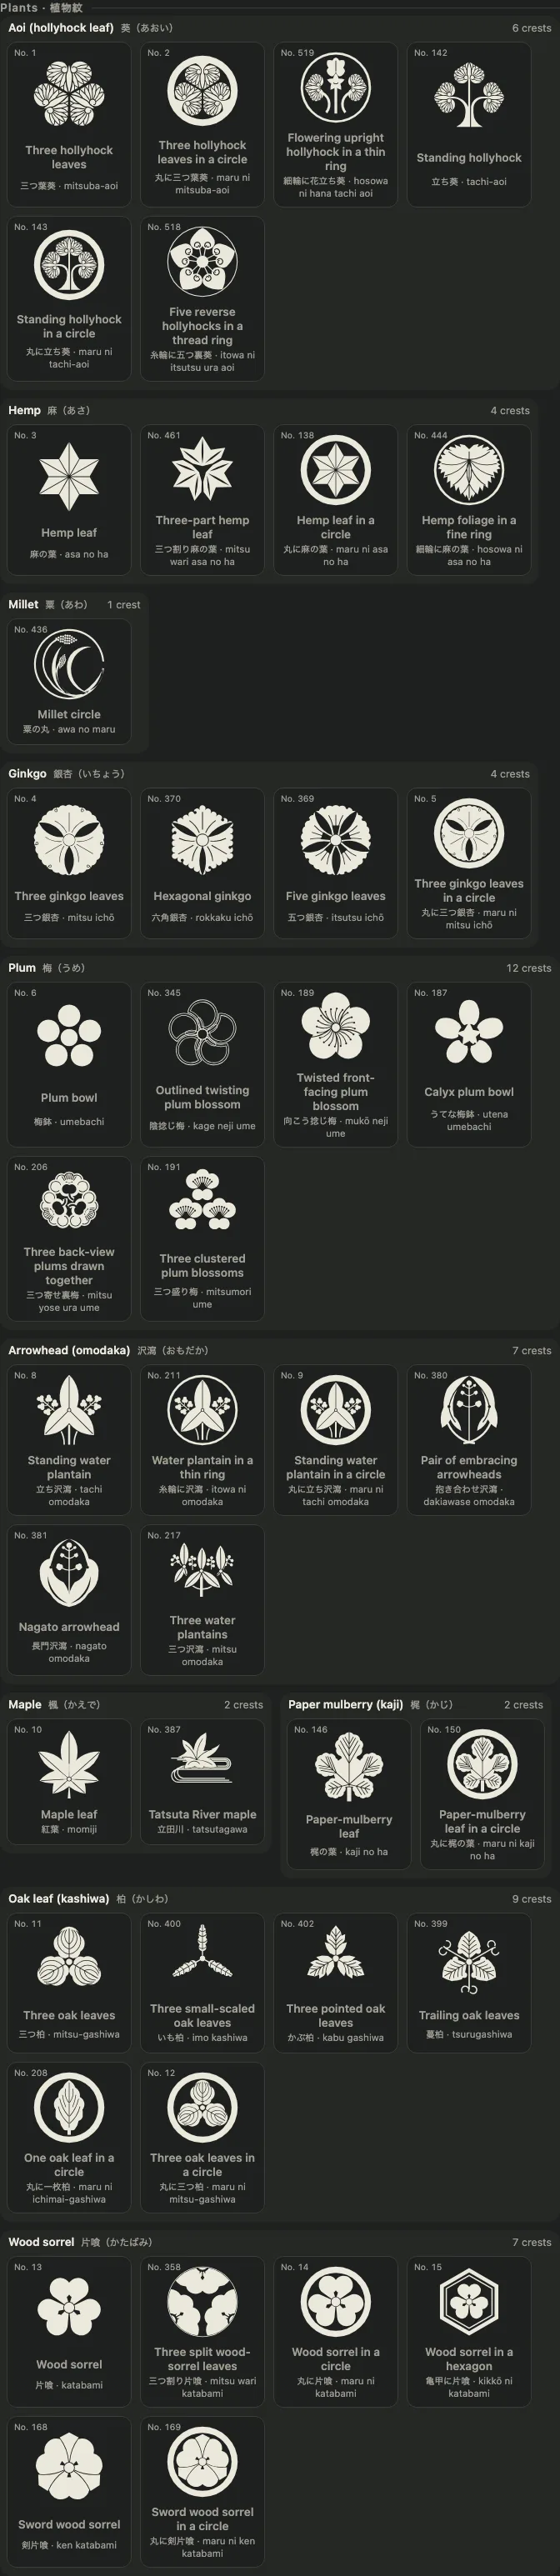 Plants · 植物紋
Aoi (hollyhock leaf) 葵（あおい） 6 crests
No. 1
Three hollyhock
leaves
三つ葉葵 · mitsuba-aoi
No. 2
Three hollyhock
leaves in a circle
丸に三つ葉葵 · maru ni
mitsuba-aoi
No. 519
Flowering upright
hollyhock in a thin
ring
細輪に花立ち葵 · hosowa
ni hana tachi aoi
No. 142
Standing hollyhock
立ち葵 · tachi-aoi
No. 143
Standing hollyhock
in a circle
丸に立ち葵 · maru ni
tachi-aoi
No. 518
Five reverse
hollyhocks in a
thread ring
糸輪に五つ裏葵 · itowa ni
itsutsu ura aoi
Hemp 麻（あさ） 4 crests
No. 3
Hemp leaf
麻の葉 · asa no ha
No. 461
Three-part hemp
leaf
三つ割り麻の葉 · mitsu
wari asa no ha
No. 138
Hemp leaf in a
circle
丸に麻の葉 · maru ni asa
no ha
No. 444
Hemp foliage in a
fine ring
細輪に麻の葉 · hosowa ni
asa no ha
Millet 粟（あわ） 1 crest
No. 436
Millet circle
粟の丸 · awa no maru
Ginkgo 銀杏（いちょう） 4 crests
No. 4
Three ginkgo leaves
三つ銀杏 · mitsu ichō
No. 370
Hexagonal ginkgo
六角銀杏 · rokkaku ichō
No. 369
Five ginkgo leaves
五つ銀杏 · itsutsu ichō
No. 5
Three ginkgo leaves
in a circle
丸に三つ銀杏 · maru ni
mitsu ichō
Plum 梅（うめ） 12 crests
No. 6
Plum bowl
梅鉢 · umebachi
No. 345
Outlined twisting
plum blossom
陰捻じ梅 · kage neji ume
No. 189
Twisted front-
facing plum
blossom
向こう捻じ梅 · mukō neji
ume
No. 187
Calyx plum bowl
うてな梅鉢 · utena
umebachi
No. 206
Three back-view
plums drawn
together
三つ寄せ裏梅 · mitsu
yose ura ume
No. 191
Three clustered
plum blossoms
三つ盛り梅 · mitsumori
ume
Arrowhead (omodaka) 沢瀉（おもだか） 7 crests
No. 8
Standing water
plantain
立ち沢瀉 · tachi
omodaka
No. 211
Water plantain in a
thin ring
糸輪に沢瀉 · itowa ni
omodaka
No. 9
Standing water
plantain in a circle
丸に立ち沢瀉 · maru ni
tachi omodaka
No. 380
Pair of embracing
arrowheads
抱き合わせ沢瀉 ·
dakiawase omodaka
No. 381
Nagato arrowhead
長門沢瀉 · nagato
omodaka
No. 217
Three water
plantains
三つ沢瀉 · mitsu
omodaka
Maple 楓（かえで） 2 crests
No. 10
Maple leaf
紅葉 · momiji
No. 387
Tatsuta River maple
立田川 · tatsutagawa
Paper mulberry (kaji) 梶（かじ） 2 crests
No. 146
Paper-mulberry
leaf
梶の葉 · kaji no ha
No. 150
Paper-mulberry
leaf in a circle
丸に梶の葉 · maru ni kaji
no ha
Oak leaf (kashiwa) 柏（かしわ） 9 crests
No. 11
Three oak leaves
三つ柏 · mitsu-gashiwa
No. 400
Three small-scaled
oak leaves
いも柏 · imo kashiwa
No. 402
Three pointed oak
leaves
かぶ柏 · kabu gashiwa
No. 399
Trailing oak leaves
蔓柏 · tsurugashiwa
No. 208
One oak leaf in a
circle
丸に一枚柏 · maru ni
ichimai-gashiwa
No. 12
Three oak leaves in
a circle
丸に三つ柏 · maru ni
mitsu-gashiwa
Wood sorrel 片喰（かたばみ） 7 crests
No. 13
Wood sorrel
片喰 · katabami
No. 358
Three split wood-
sorrel leaves
三つ割り片喰 · mitsu wari
katabami
No. 14
Wood sorrel in a
circle
丸に片喰 · maru ni
katabami
No. 15
Wood sorrel in a
hexagon
亀甲に片喰 · kikkō ni
katabami
No. 168
Sword wood sorrel
剣片喰 · ken katabami
No. 169
Sword wood sorrel
in a circle
丸に剣片喰 · maru ni ken
katabami